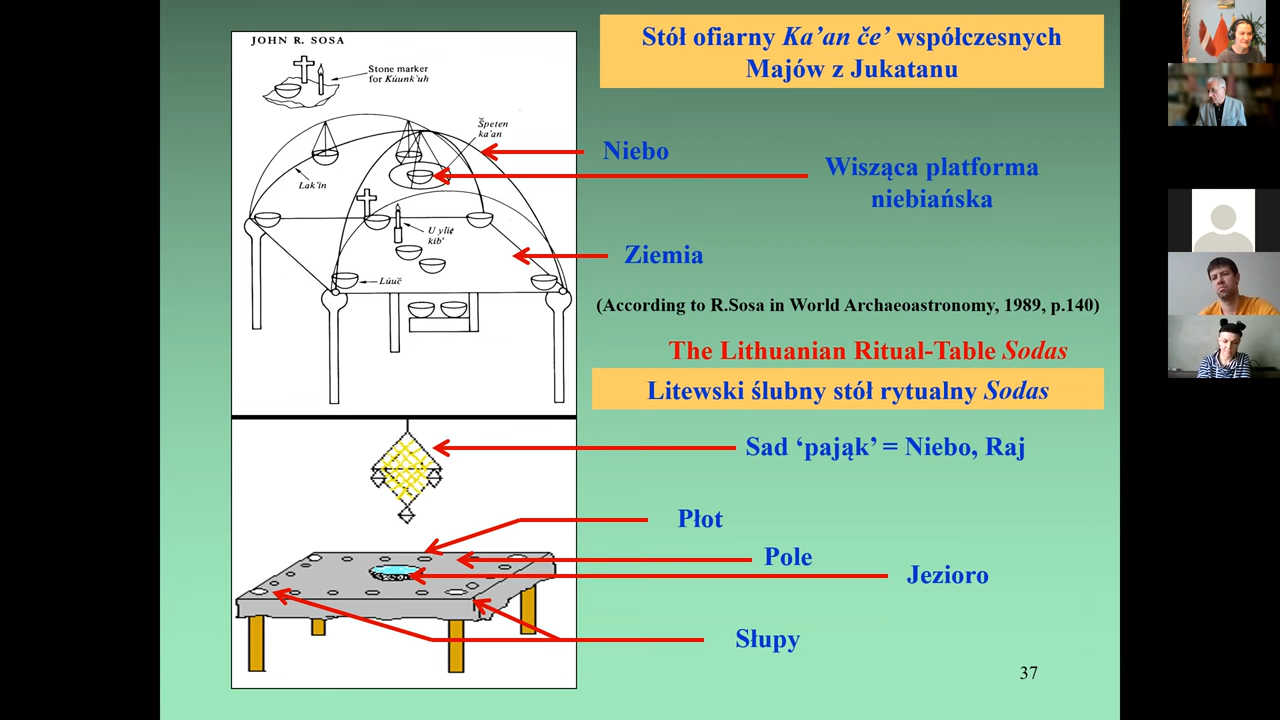 JOHN R. SOSA
Stone marker
for Kúunk'uh
Špeten
ka'an
Lak'in
U yliȼ
kib'
Lúuč
Stół ofiarny Ka’an če’ współczesnych
Majów z Jukatanu
Niebo
Wisząca platforma
niebiańska
Ziemia
(According to R.Sosa in World Archaeoastronomy, 1989, p.140)
The Lithuanian Ritual-Table Sodas
Litewski ślubny stół rytualny Sodas
Sad ‘pająk’ = Niebo, Raj
Płot
Pole
Jezioro
Słupy
37